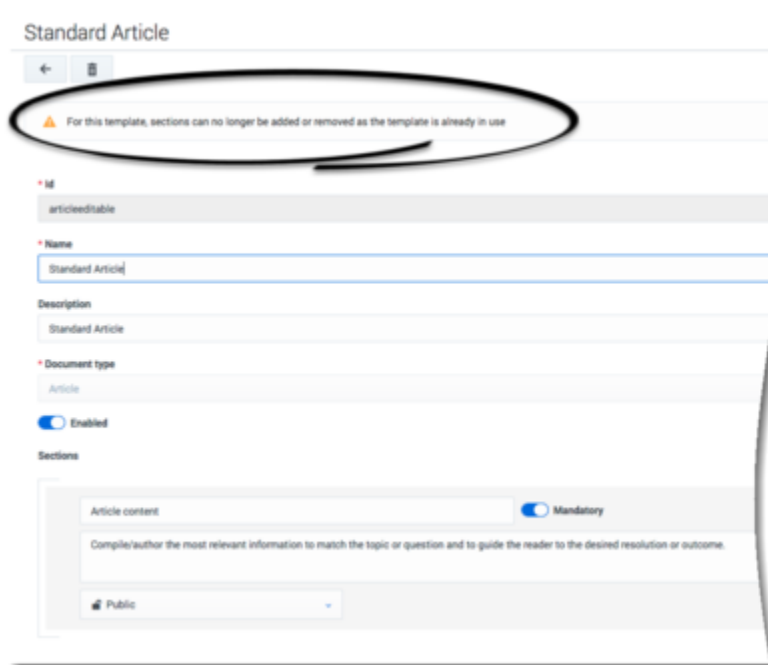 Standard Article
For this template, sections can no longer be added or removed as the template is already in use
* Id
articleeditable
* Name
Standard Article
Description
Standard Article
* Document type
Article
Enabled
Sections
Article content
Mandatory
Compile/author the most relevant information to match the topic or question and to guide the reader to the desired resolution or outcome.
Public